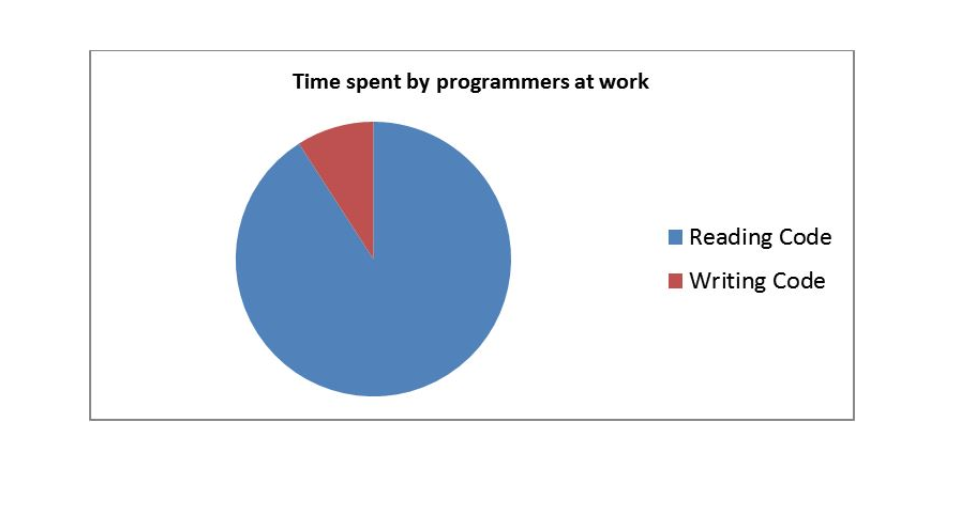 Time spent by programmers at work
Reading Code
Writing Code